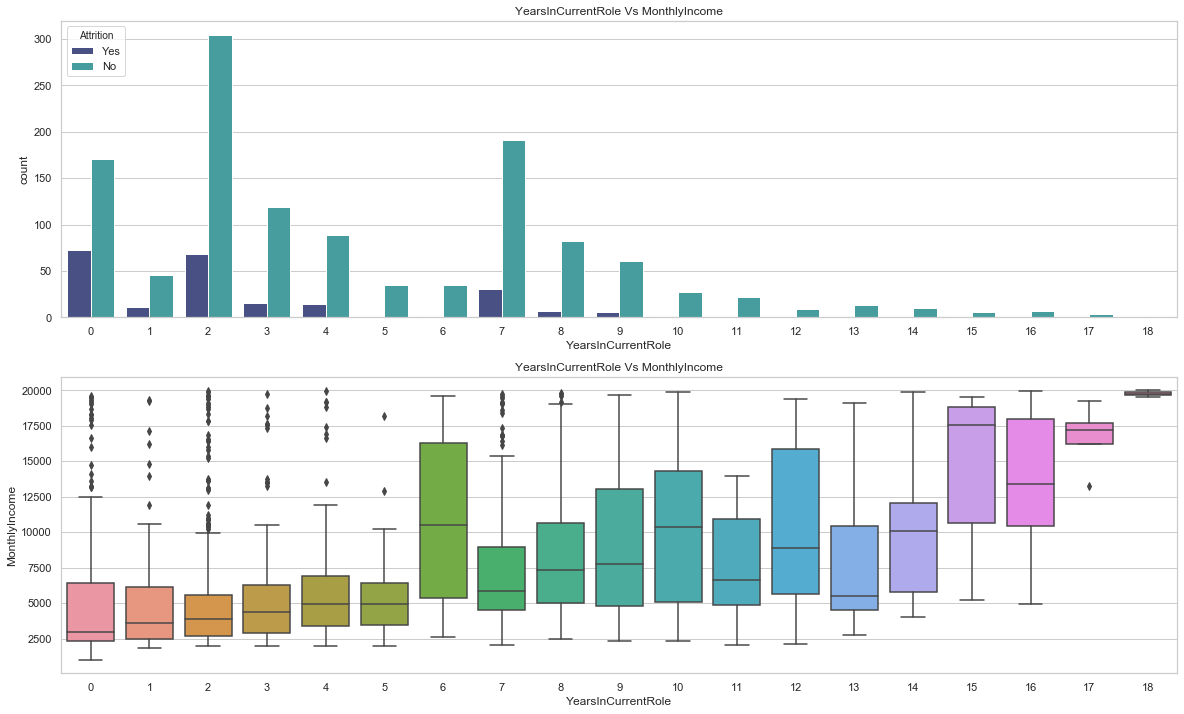 YearsInCurrentRole Vs MonthlyIncome
Attrition
Yes
No
300
250
200
150
100
50
0
count
0 1 2 3 4 5 6 7 8 9 10 11 12 13 14 15 16 17 18
YearsInCurrentRole
YearsInCurrentRole Vs MonthlyIncome
20000
17500
15000
12500
10000
7500
5000
2500
MonthlyIncome
0 1 2 3 4 5 6 7 8 9 10 11 12 13 14 15 16 17 18
YearsInCurrentRole